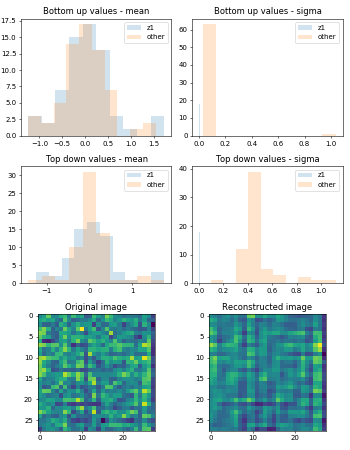 Bottom up values - mean
Bottom up values - sigma
17.5
15.0
12.5
10.0
7.5
5.0
2.5
0.0
z1
other
−1.0 −0.5 0.0 0.5 1.0 1.5
60
50
40
30
20
10
0
z1
other
0.0 0.2 0.4 0.6 0.8 1.0
Top down values - mean
Top down values - sigma
30
25
20
15
10
5
0
z1
other
−1 0 1
40
30
20
10
0
z1
other
0.0 0.2 0.4 0.6 0.8 1.0
Original image
Reconstructed image
0
5
10
15
20
25
0 10 20
0
5
10
15
20
25
0 10 20